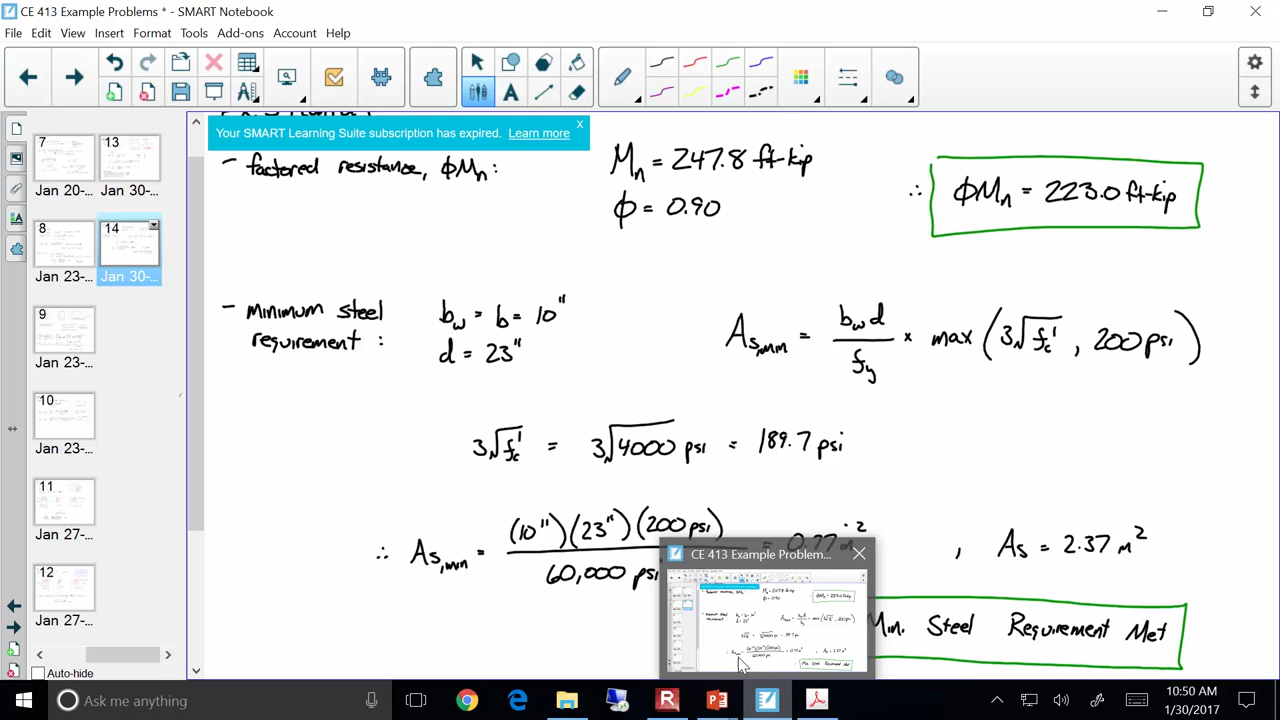 CE 413 Example Problems * - SMART Notebook
File Edit View Insert Format Tools Add-ons Account Help
Your SMART Learning Suite subscription has expired. Learn more x
7
Jan 20-...
13
Jan 30-...
8
Jan 23-...
14
Jan 30-...
9
Jan 23-...
10
Jan 23-...
11
Jan 27-...
12
Jan 27-...
Auto-hide
- factored resistance, ϕMn:
Mn = 247.8 ft-kip
ϕ = 0.90
∴ ϕMn = 223.0 ft-kip
- minimum steel requirement :
bw = b = 10"
d = 23"
As,min = bw d / fy × max (3√fc' , 200 psi)
3√fc' = 3√4000 psi = 189.7 psi
∴ As,min = (10")(23")(200 psi) / 60,000 psi = 0.77 in2 , As = 2.37 in2
Min. Steel Requirement Met
CE 413 Example Problem...
Ask me anything
10:50 AM
1/30/2017